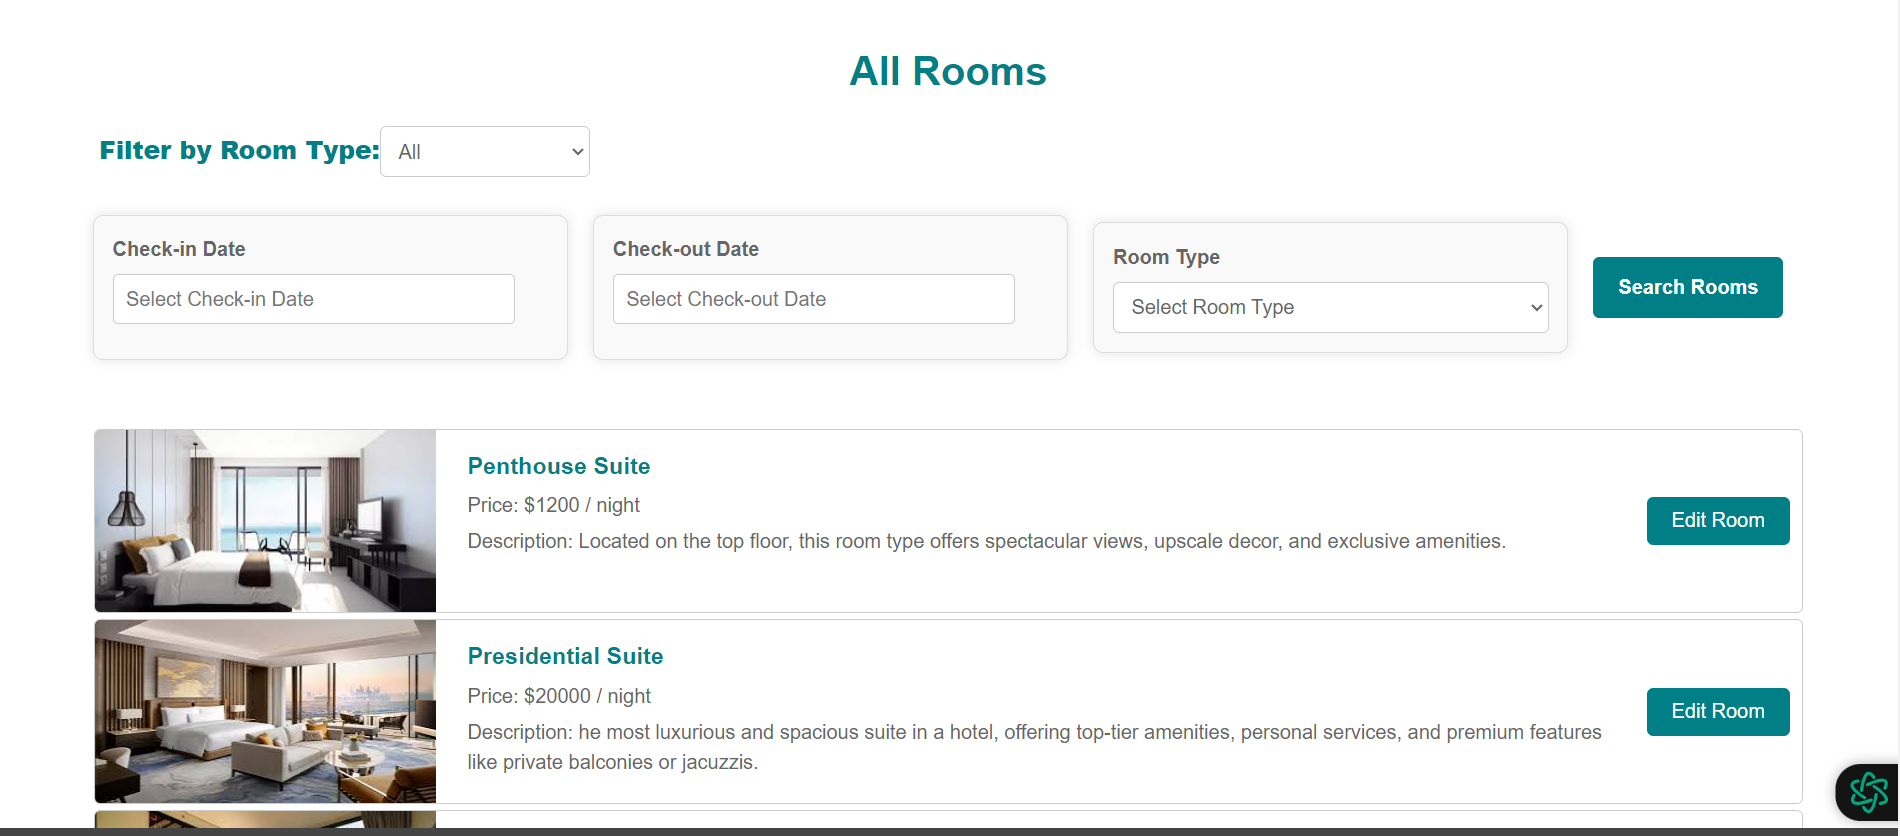 All Rooms
Filter by Room Type:
All
Check-in Date
Select Check-in Date
Check-out Date
Select Check-out Date
Room Type
Select Room Type
Search Rooms
Penthouse Suite
Price: $1200 / night
Description: Located on the top floor, this room type offers spectacular views, upscale decor, and exclusive amenities.
Edit Room
Presidential Suite
Price: $20000 / night
Description: he most luxurious and spacious suite in a hotel, offering top-tier amenities, personal services, and premium features
like private balconies or jacuzzis.
Edit Room